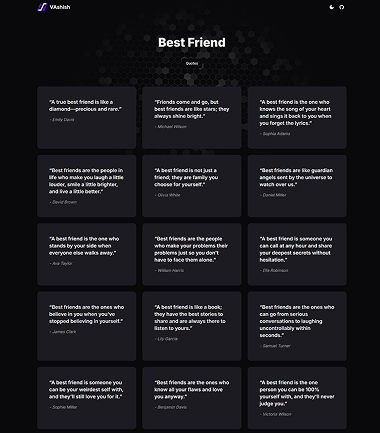 VAshish
Best Friend
Quotes
"A true best friend is like a
diamond—precious and rare."
- Emily Davis
"Friends come and go, but
best friends are like stars; they
always shine bright."
- Michael Wilson
"A best friend is the one who
knows the song of your heart
and sings it back to you when
you forget the lyrics."
- Sophia Adams
"Best friends are the people in
life who make you laugh a little
louder, smile a little brighter,
and live a little better."
- David Brown
"A best friend is not just a
friend; they are family you
choose for yourself."
- Olivia White
"Best friends are like guardian
angels sent by the universe to
watch over us."
- Daniel Miller
"A best friend is the one who
stands by your side when
everyone else walks away."
- Ava Taylor
"Best friends are the people
who make your problems their
problems just so you don't
have to face them alone."
- William Harris
"A best friend is someone you
can call at any hour and share
your deepest secrets without
hesitation."
- Ella Robinson
"Best friends are the ones who
believe in you when you've
stopped believing in yourself."
- James Clark
"A best friend is like a book;
they have the best stories to
share and are always there to
listen to yours."
- Lily Garcia
"Best friends are the ones who
can go from serious
conversations to laughing
uncontrollably within
seconds."
- Samuel Turner
"A best friend is someone you
can be your weirdest self with,
and they'll still love you for it."
- Sophie Miller
"Best friends are the ones who
know all your flaws and love
you anyway."
- Benjamin Davis
"A best friend is the one
person you can be 100%
yourself with, and they'll never
judge you."
- Victoria Wilson